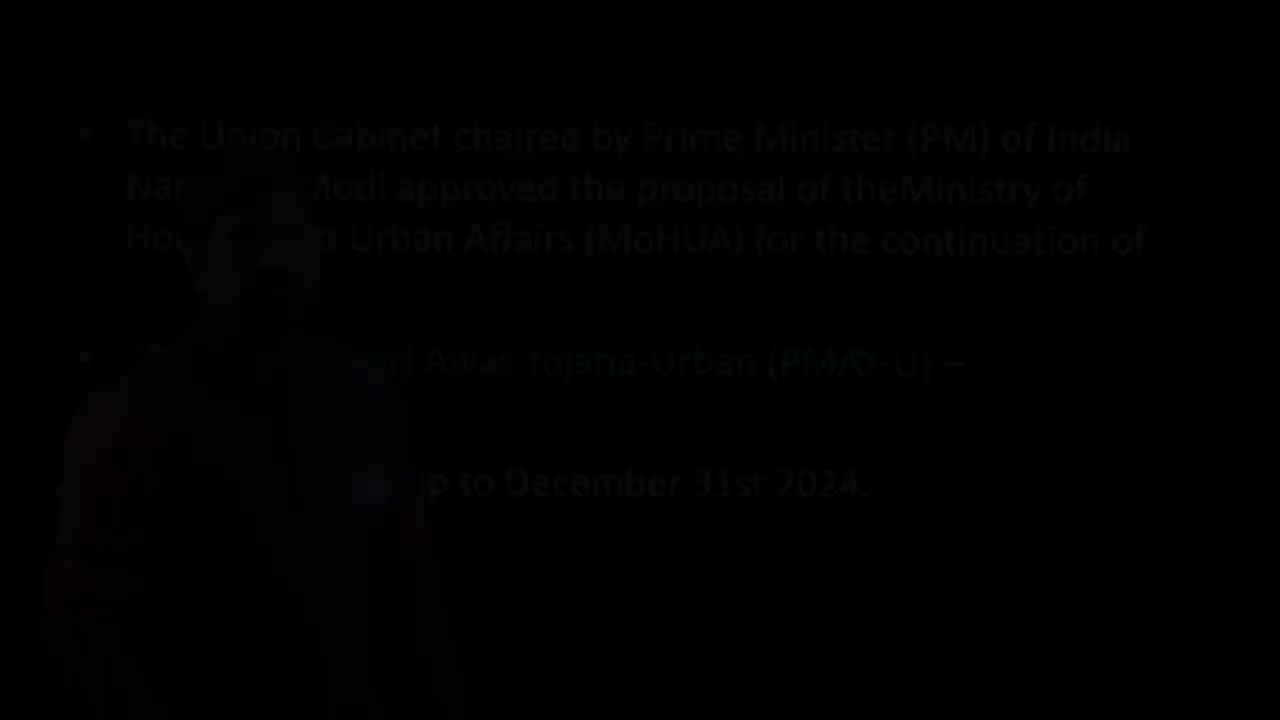 • The Union Cabinet chaired by Prime Minister (PM) of India
Modi approved the proposal of theMinistry of
Urban Affairs (MoHUA) for the continuation of
• Awas Yojana-Urban (PMAY-U) –
to December 31st 2024.